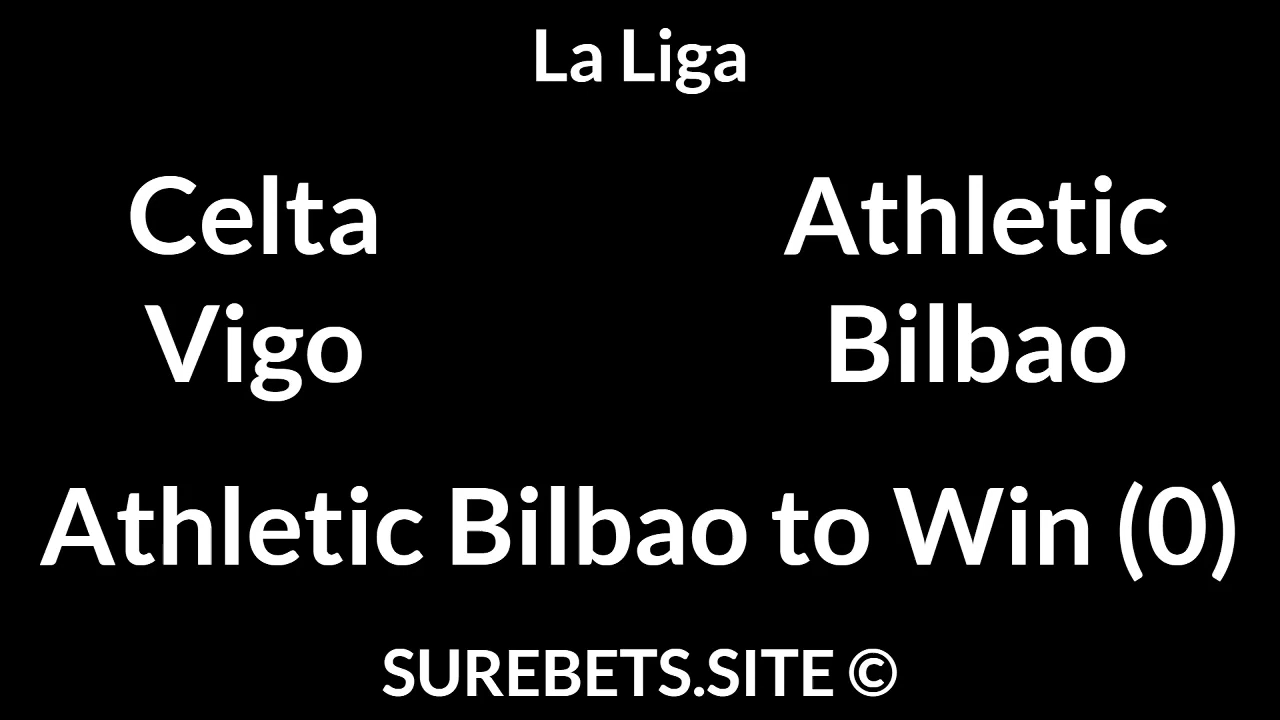 La Liga
Celta
Vigo
Athletic
Bilbao
Athletic Bilbao to Win (0)
SUREBETS.SITE ©